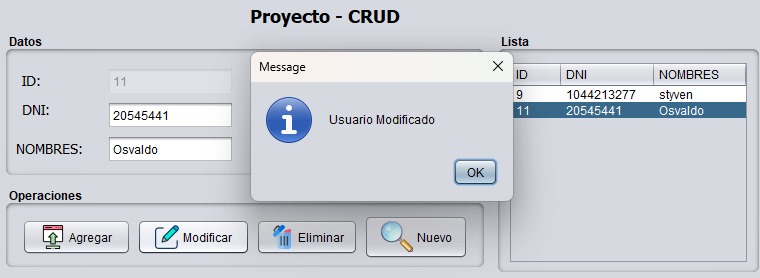 Proyecto - CRUD
Datos
ID: 11
DNI: 20545441
NOMBRES: Osvaldo
Message
Usuario Modificado
OK
Lista
ID DNI NOMBRES
9 1044213277 styven
11 20545441 Osvaldo
Operaciones
Agregar Modificar Eliminar Nuevo